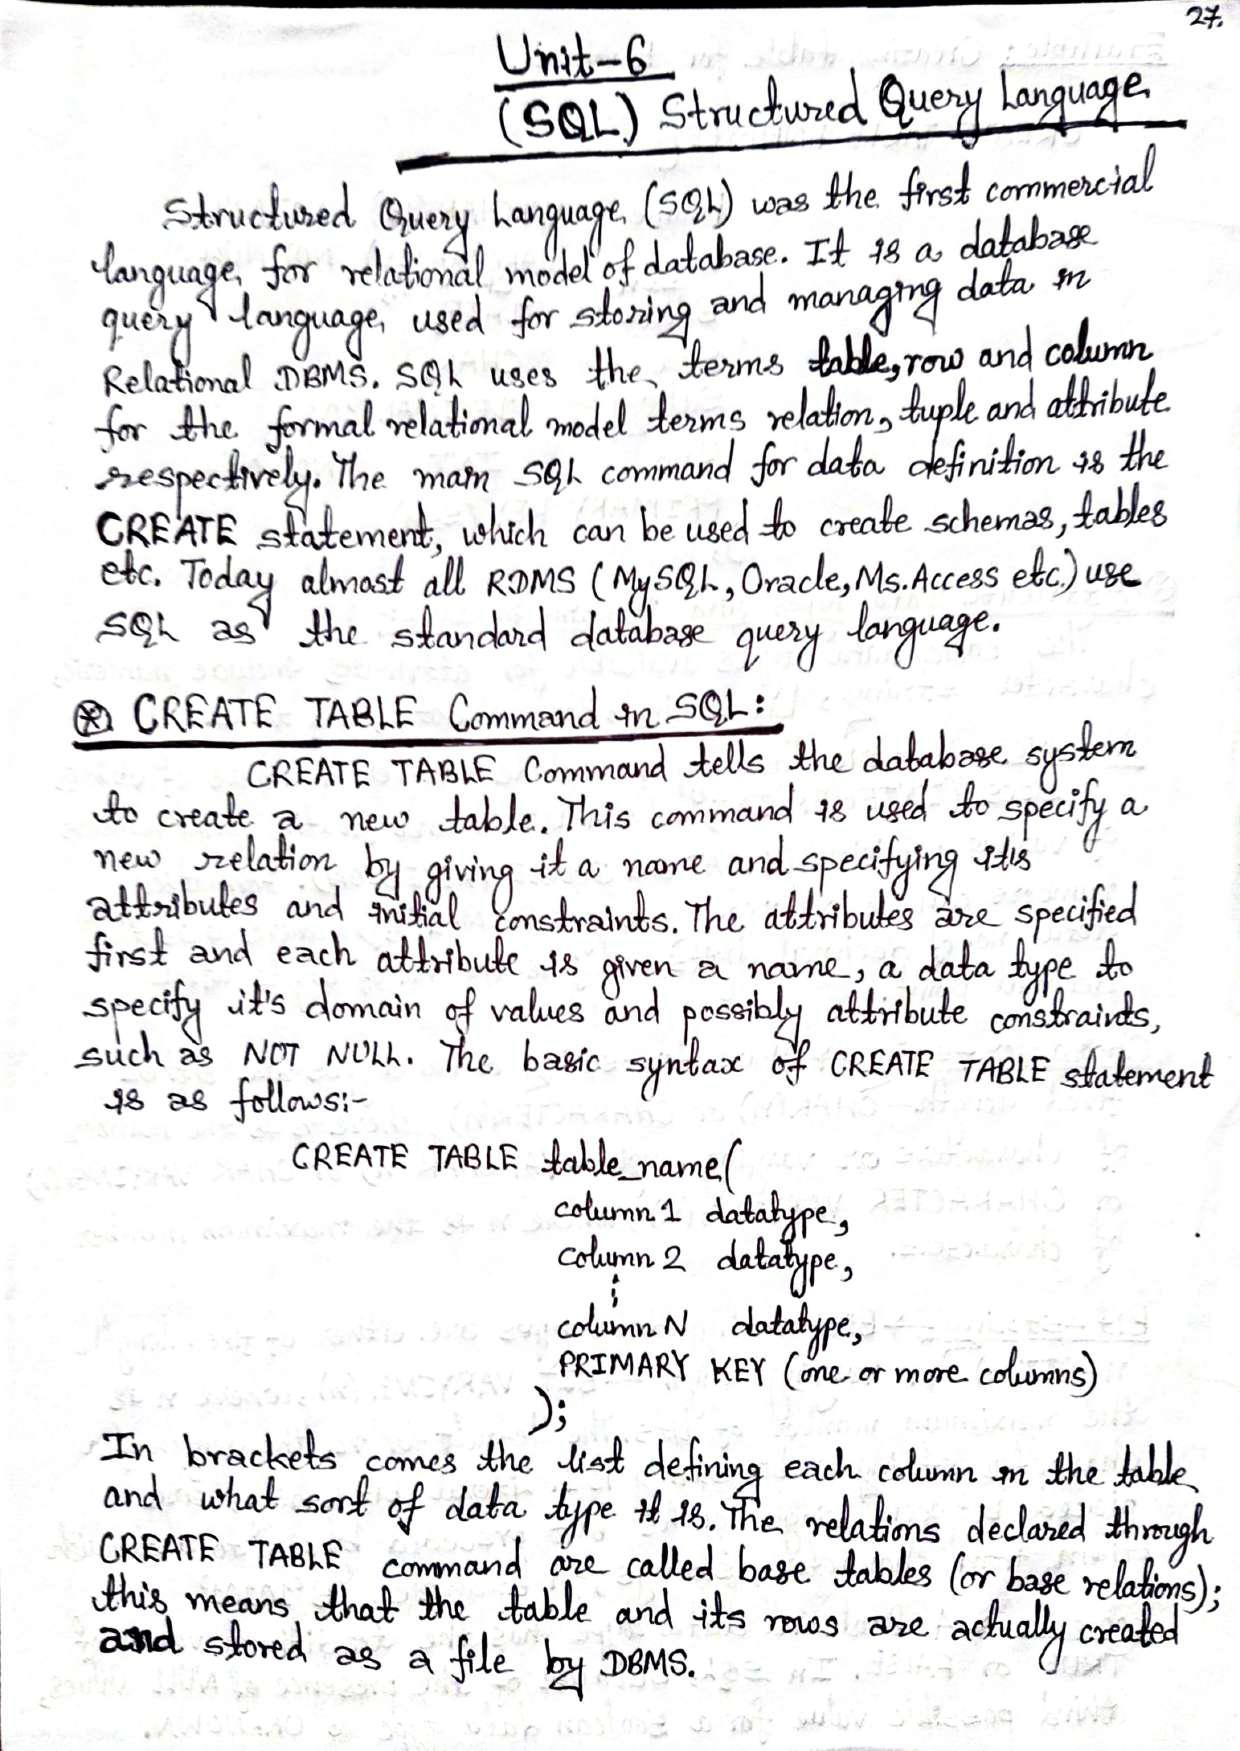 27.
Unit-6
(SQL) Structured Query Language
Structured Query Language (SQL) was the first commercial
language for relational model of database. It is a database
query language used for storing and managing data in
Relational DBMS. SQL uses the terms table, row and column
for the formal relational model terms relation, tuple and attribute
respectively. The main SQL command for data definition is the
CREATE statement, which can be used to create schemas, tables
etc. Today almost all RDMS (MySQL, Oracle, Ms.Access etc.) use
SQL as the standard database query language.
CREATE TABLE Command in SQL:
CREATE TABLE Command tells the database system
to create a new table. This command is used to specify a
new relation by giving it a name and specifying it's
attributes and initial constraints. The attributes are specified
first and each attribute is given a name, a data type to
specify it's domain of values and possibly attribute constraints,
such as NOT NULL. The basic syntax of CREATE TABLE statement
is as follows:-
CREATE TABLE table_name(
column 1 datatype,
column 2 datatype,
⋮
column N datatype,
PRIMARY KEY (one or more columns)
);
In brackets comes the list defining each column in the table
and what sort of data type it is. The relations declared through
CREATE TABLE command are called base tables (or base relations);
this means that the table and its rows are actually created
and stored as a file by DBMS.